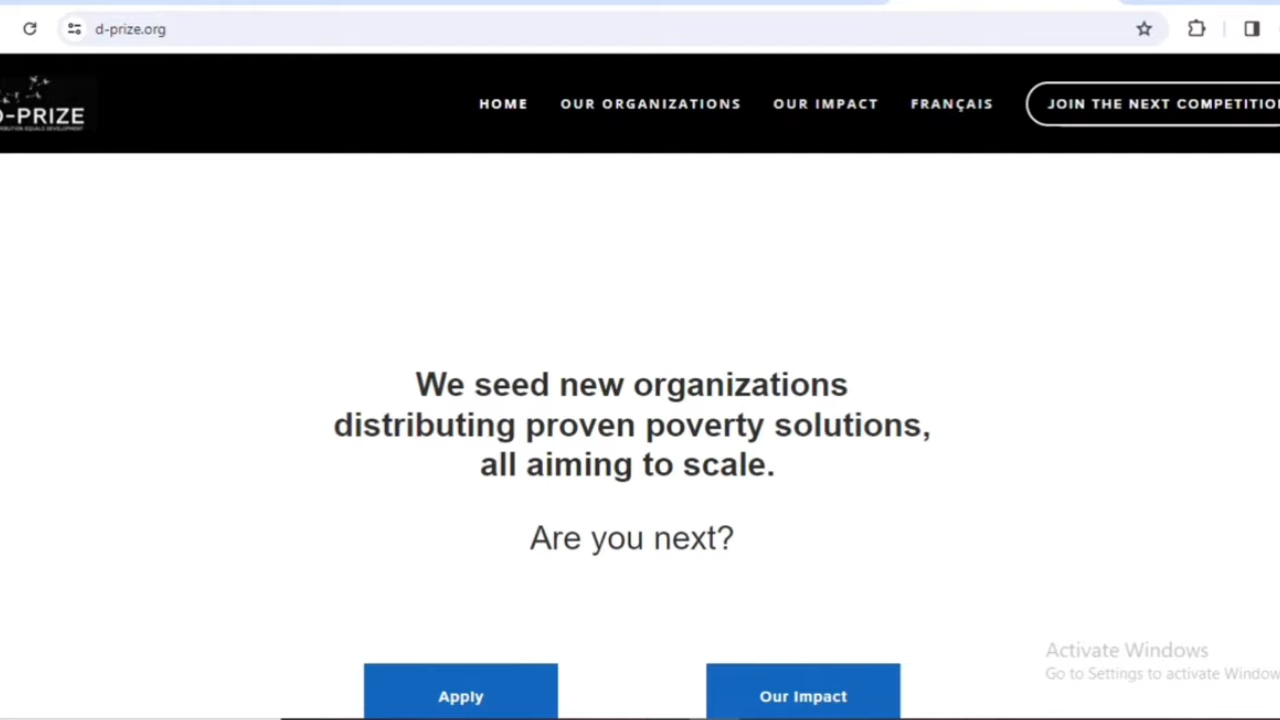 d-prize.org
D-PRIZE
HOME OUR ORGANIZATIONS OUR IMPACT FRANÇAIS JOIN THE NEXT COMPETITIO
We seed new organizations
distributing proven poverty solutions,
all aiming to scale.
Are you next?
Activate Windows
Go to Settings to activate Window
Apply Our Impact